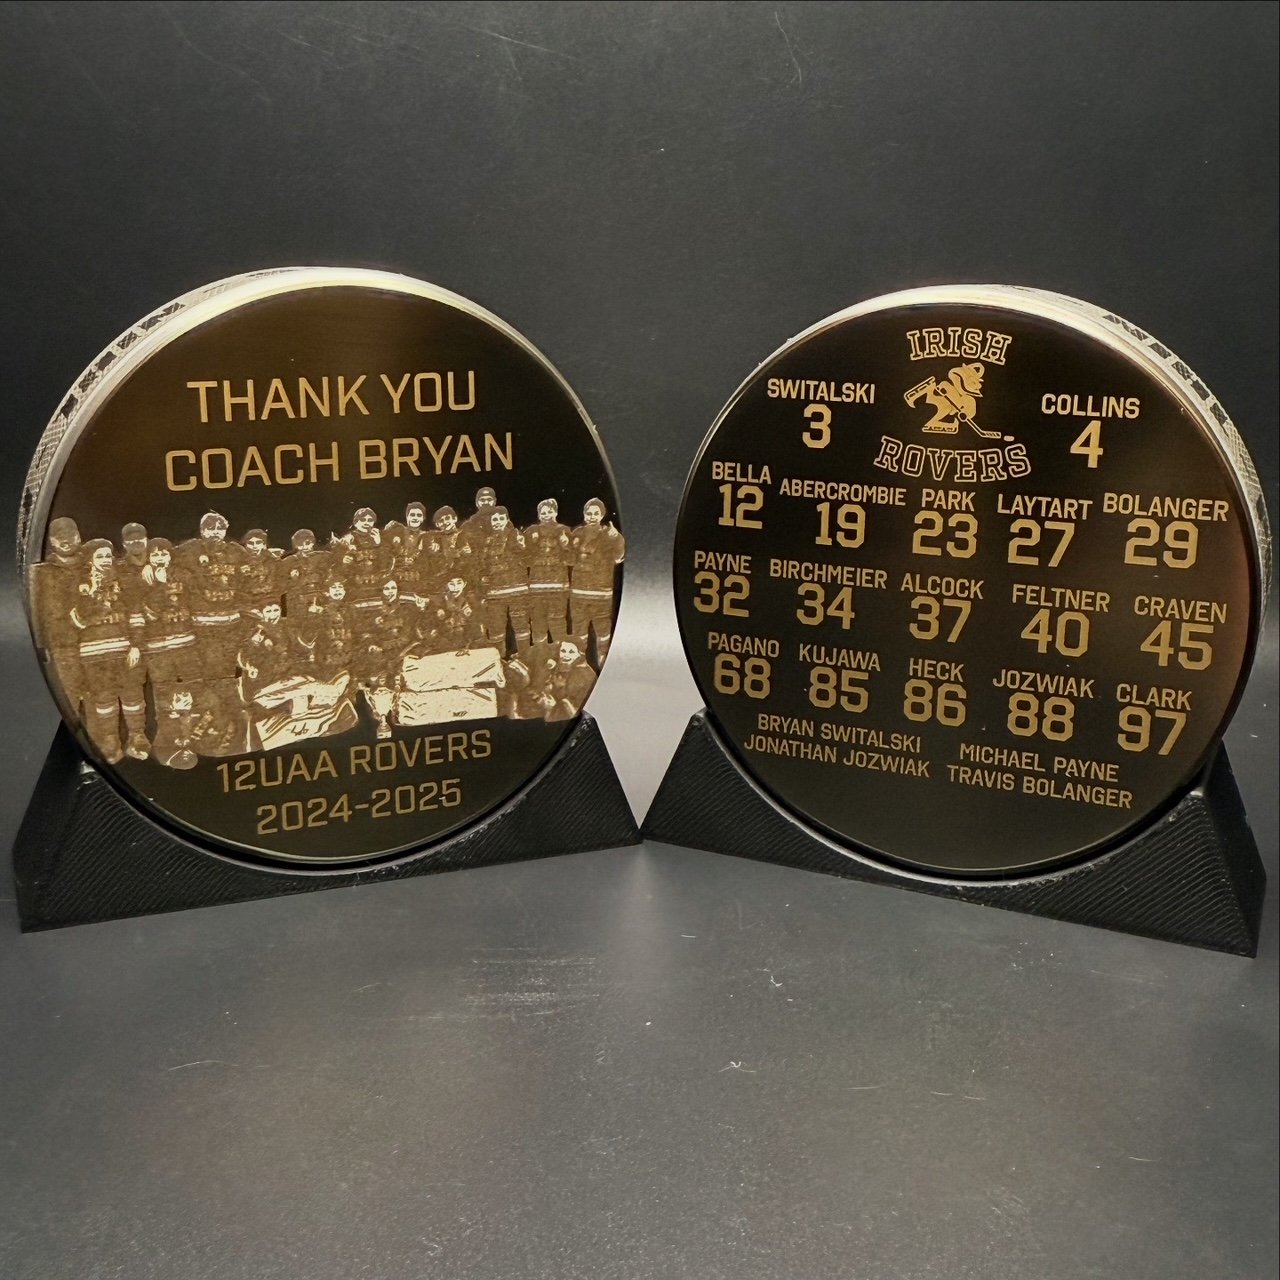 THANK YOU
COACH BRYAN
12UAA ROVERS
2024-2025
IRISH
ROVERS
SWITALSKI
3
COLLINS
4
BELLA ABERCROMBIE PARK LAYTART BOLANGER
12 19 23 27 29
PAYNE BIRCHMEIER ALCOCK FELTNER CRAVEN
32 34 37 40 45
PAGANO KUJAWA HECK JOZWIAK CLARK
68 85 86 88 97
BRYAN SWITALSKI
JONATHAN JOZWIAK
MICHAEL PAYNE
TRAVIS BOLANGER